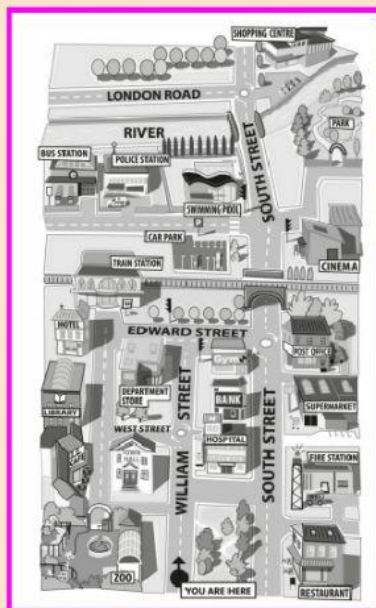 SHOPPING CENTRE
LONDON ROAD
RIVER
PARK
BUS STATION
POLICE STATION
SOUTH STREET
SWIMMING POOL
CAR PARK
TRAIN STATION
CINEMA
HOTEL
EDWARD STREET
POST OFFICE
Gym
DEPARTMENT
STORE
BANK
LIBRARY
SUPERMARKET
WEST STREET
WILLIAM STREET
HOSPITAL
SOUTH STREET
TOWN
HALL
FIRE STATION
ZOO
YOU ARE HERE
RESTAURANT